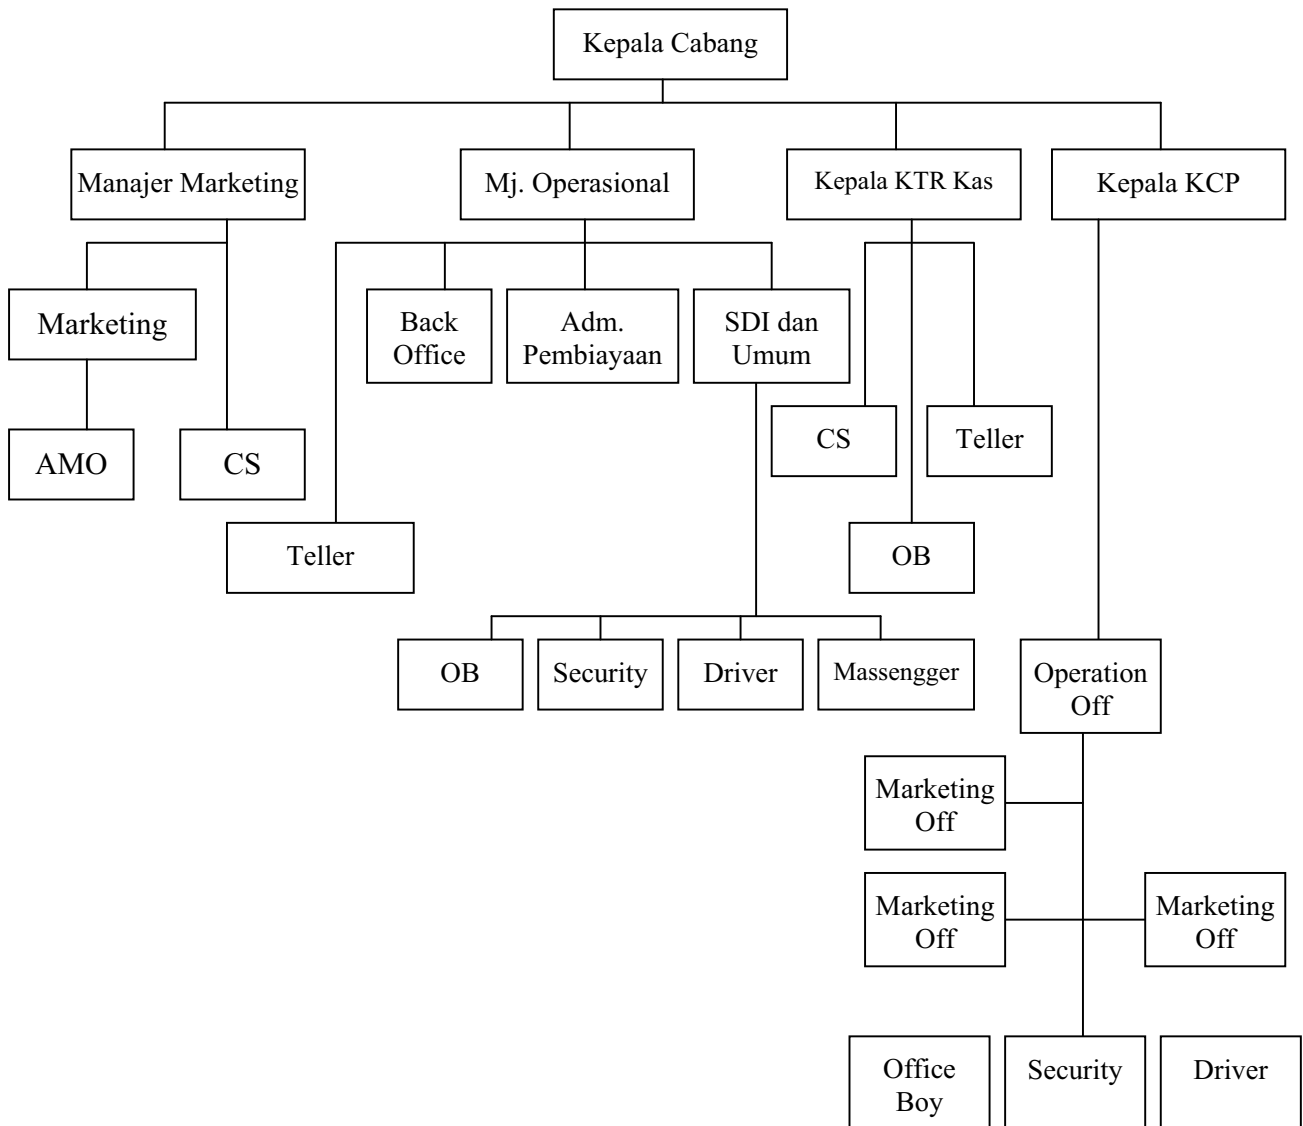 Kepala Cabang
Manajer Marketing
Mj. Operasional
Kepala KTR Kas
Kepala KCP
Marketing
Back
Office
Adm.
Pembiayaan
SDI dan
Umum
AMO
CS
CS
Teller
Teller
OB
OB
Security
Driver
Massengger
Operation
Off
Marketing
Off
Marketing
Off
Marketing
Off
Office
Boy
Security
Driver